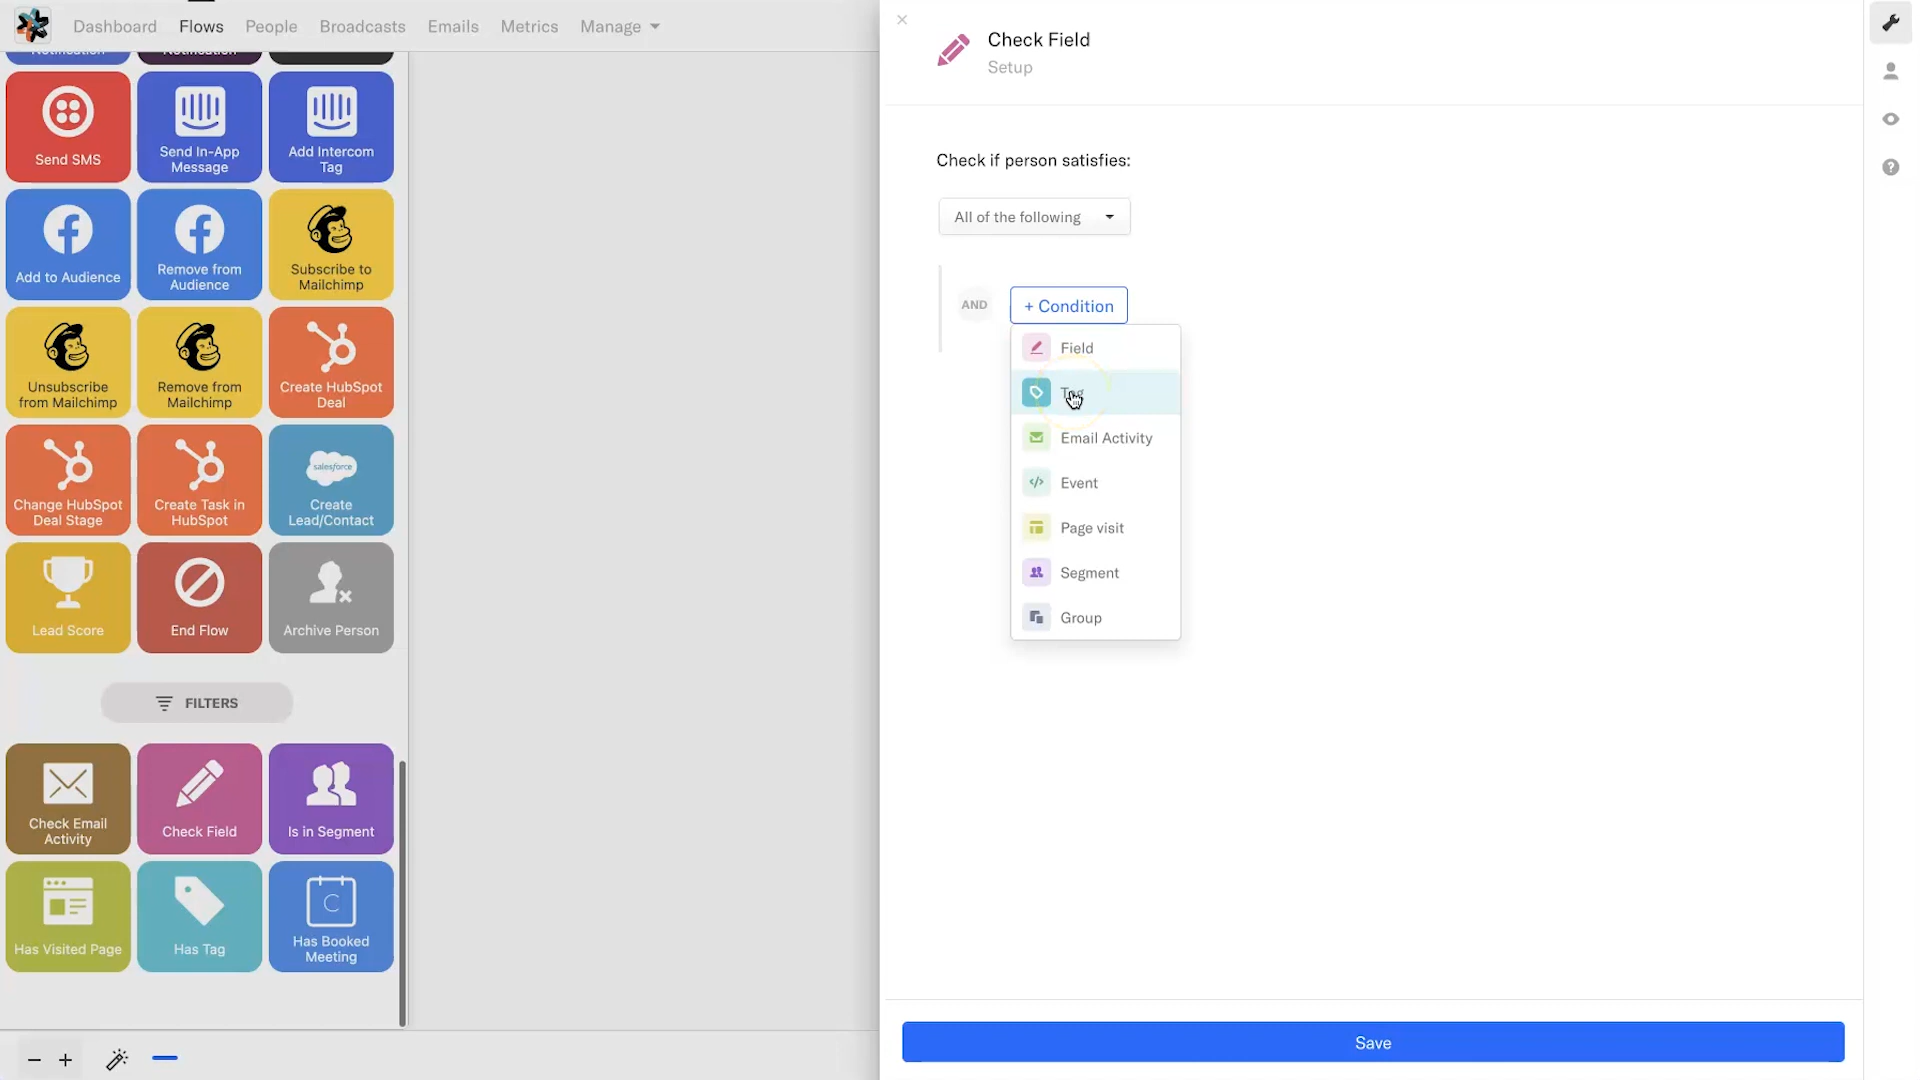 Dashboard
Flows
People
Broadcasts
Emails
Metrics
Manage
Notification
Notification
Send SMS
Send In-App
Message
Add Intercom
Tag
Add to Audience
Remove from
Audience
Subscribe to
Mailchimp
Unsubscribe
from Mailchimp
Remove from
Mailchimp
Create HubSpot
Deal
Change HubSpot
Deal Stage
Create Task in
HubSpot
salesforce
Create
Lead/Contact
Lead Score
End Flow
Archive Person
FILTERS
Check Email
Activity
Check Field
Is in Segment
Has Visited Page
Has Tag
C
Has Booked
Meeting
Check Field
Setup
Check if person satisfies:
All of the following
AND
+ Condition
Field
Tag
Email Activity
</> Event
Page visit
Segment
Group
Save